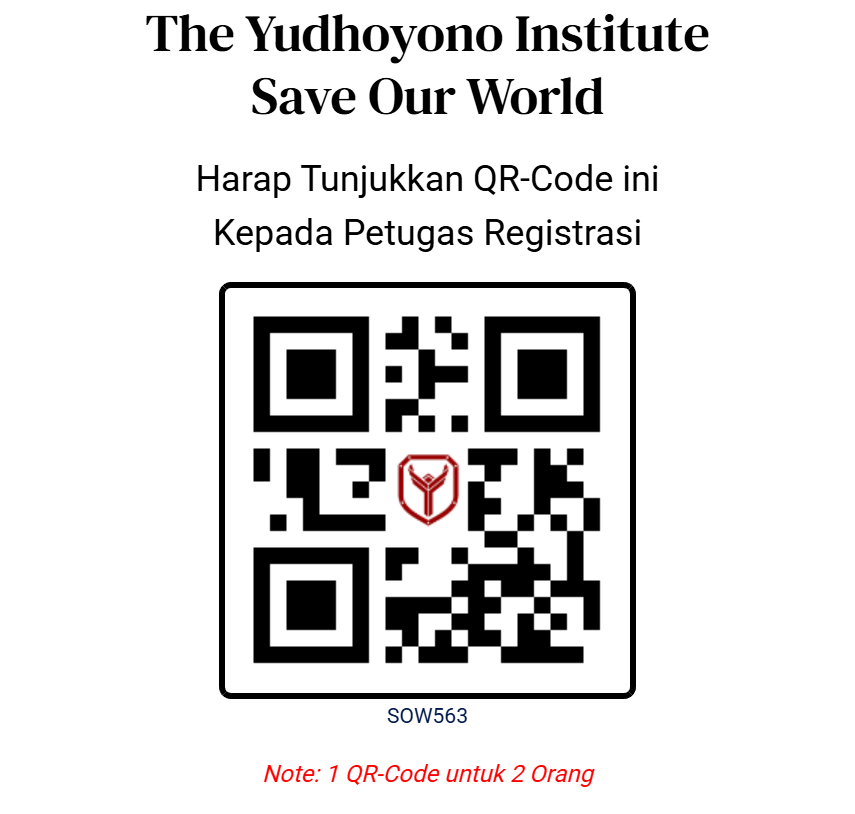 The Yudhoyono Institute
Save Our World
Harap Tunjukkan QR-Code ini
Kepada Petugas Registrasi
SOW563
Note: 1 QR-Code untuk 2 Orang